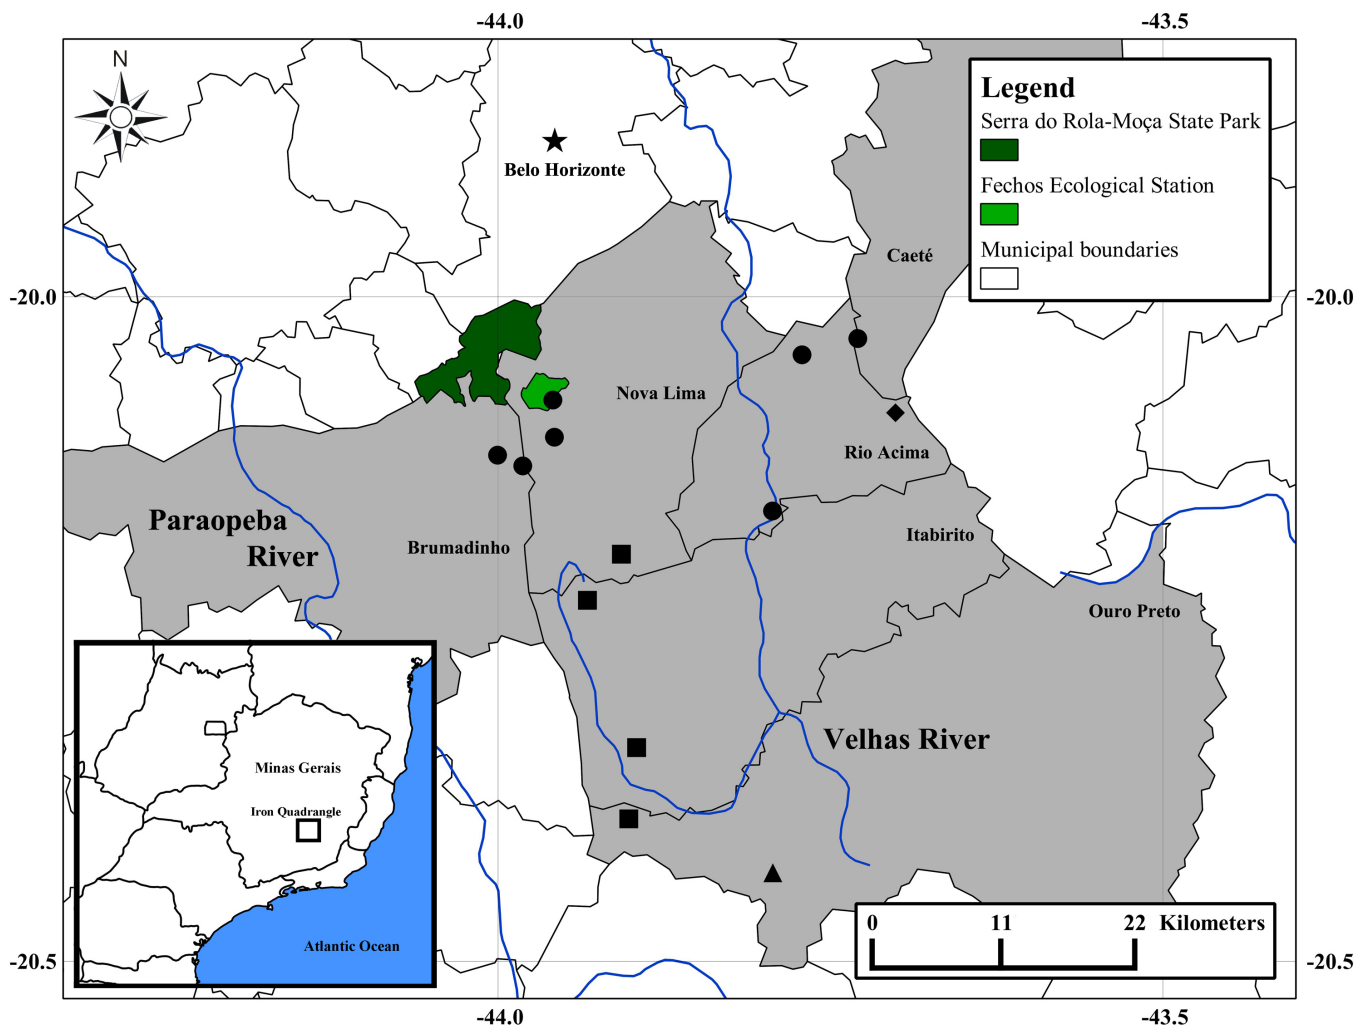 -44.0
-43.5
N
Legend
Serra do Rola-Moça State Park
Fechos Ecological Station
Municipal boundaries
Belo Horizonte
Caeté
-20.0
-20.0
Nova Lima
Rio Acima
Paraopeba
River
Brumadinho
Itabirito
Ouro Preto
Velhas River
Minas Gerais
Iron Quadrangle
Atlantic Ocean
0
11
22
Kilometers
-20.5
-20.5
-44.0
-43.5